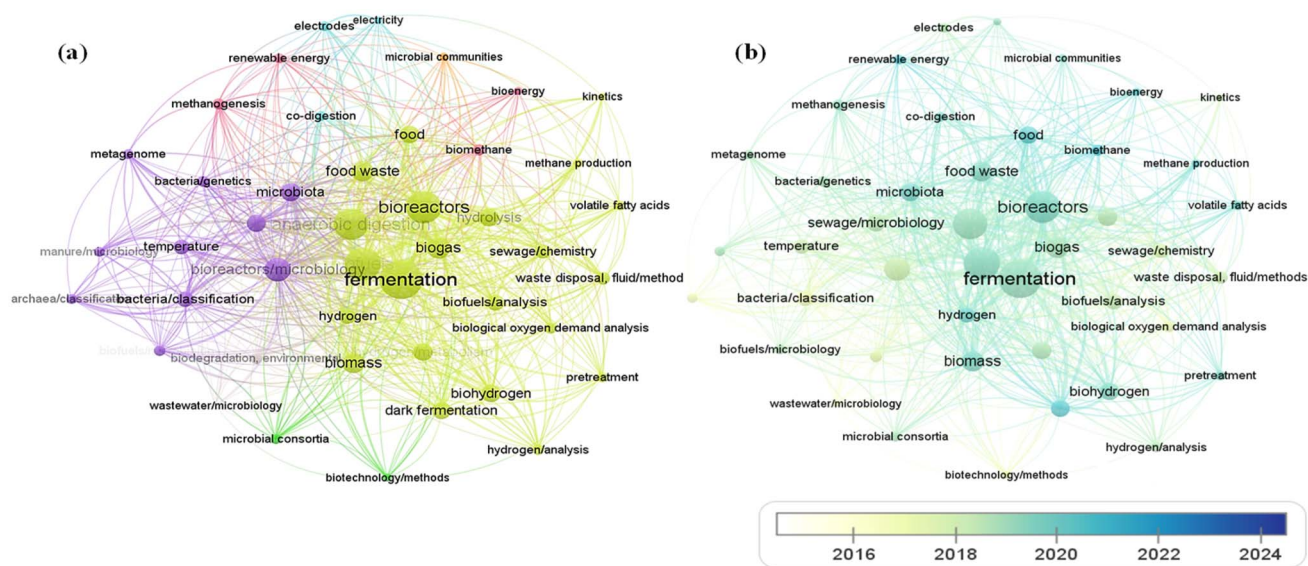 (a)
electrodes
electricity
renewable energy
microbial communities
methanogenesis
bioenergy
kinetics
co-digestion
food
metagenome
biomethane
methane production
food waste
bacteria/genetics
microbiota
bioreactors
volatile fatty acids
hydrolysis
anaerobic digestion
manure/microbiology
temperature
biogas
sewage/chemistry
bioreactors/microbiology
fermentation
waste disposal, fluid/method
archaea/classification
bacteria/classification
biofuels/analysis
hydrogen
biological oxygen demand analysis
biodegradation, environmental
biomass
pretreatment
biohydrogen
wastewater/microbiology
dark fermentation
microbial consortia
hydrogen/analysis
biotechnology/methods
(b)
electrodes
renewable energy
microbial communities
methanogenesis
bioenergy
kinetics
co-digestion
food
metagenome
biomethane
methane production
food waste
bacteria/genetics
microbiota
bioreactors
volatile fatty acids
sewage/microbiology
temperature
biogas
sewage/chemistry
fermentation
waste disposal, fluid/methods
bacteria/classification
biofuels/analysis
hydrogen
biological oxygen demand analysis
biofuels/microbiology
biomass
pretreatment
biohydrogen
wastewater/microbiology
microbial consortia
hydrogen/analysis
biotechnology/methods
2016
2018
2020
2022
2024